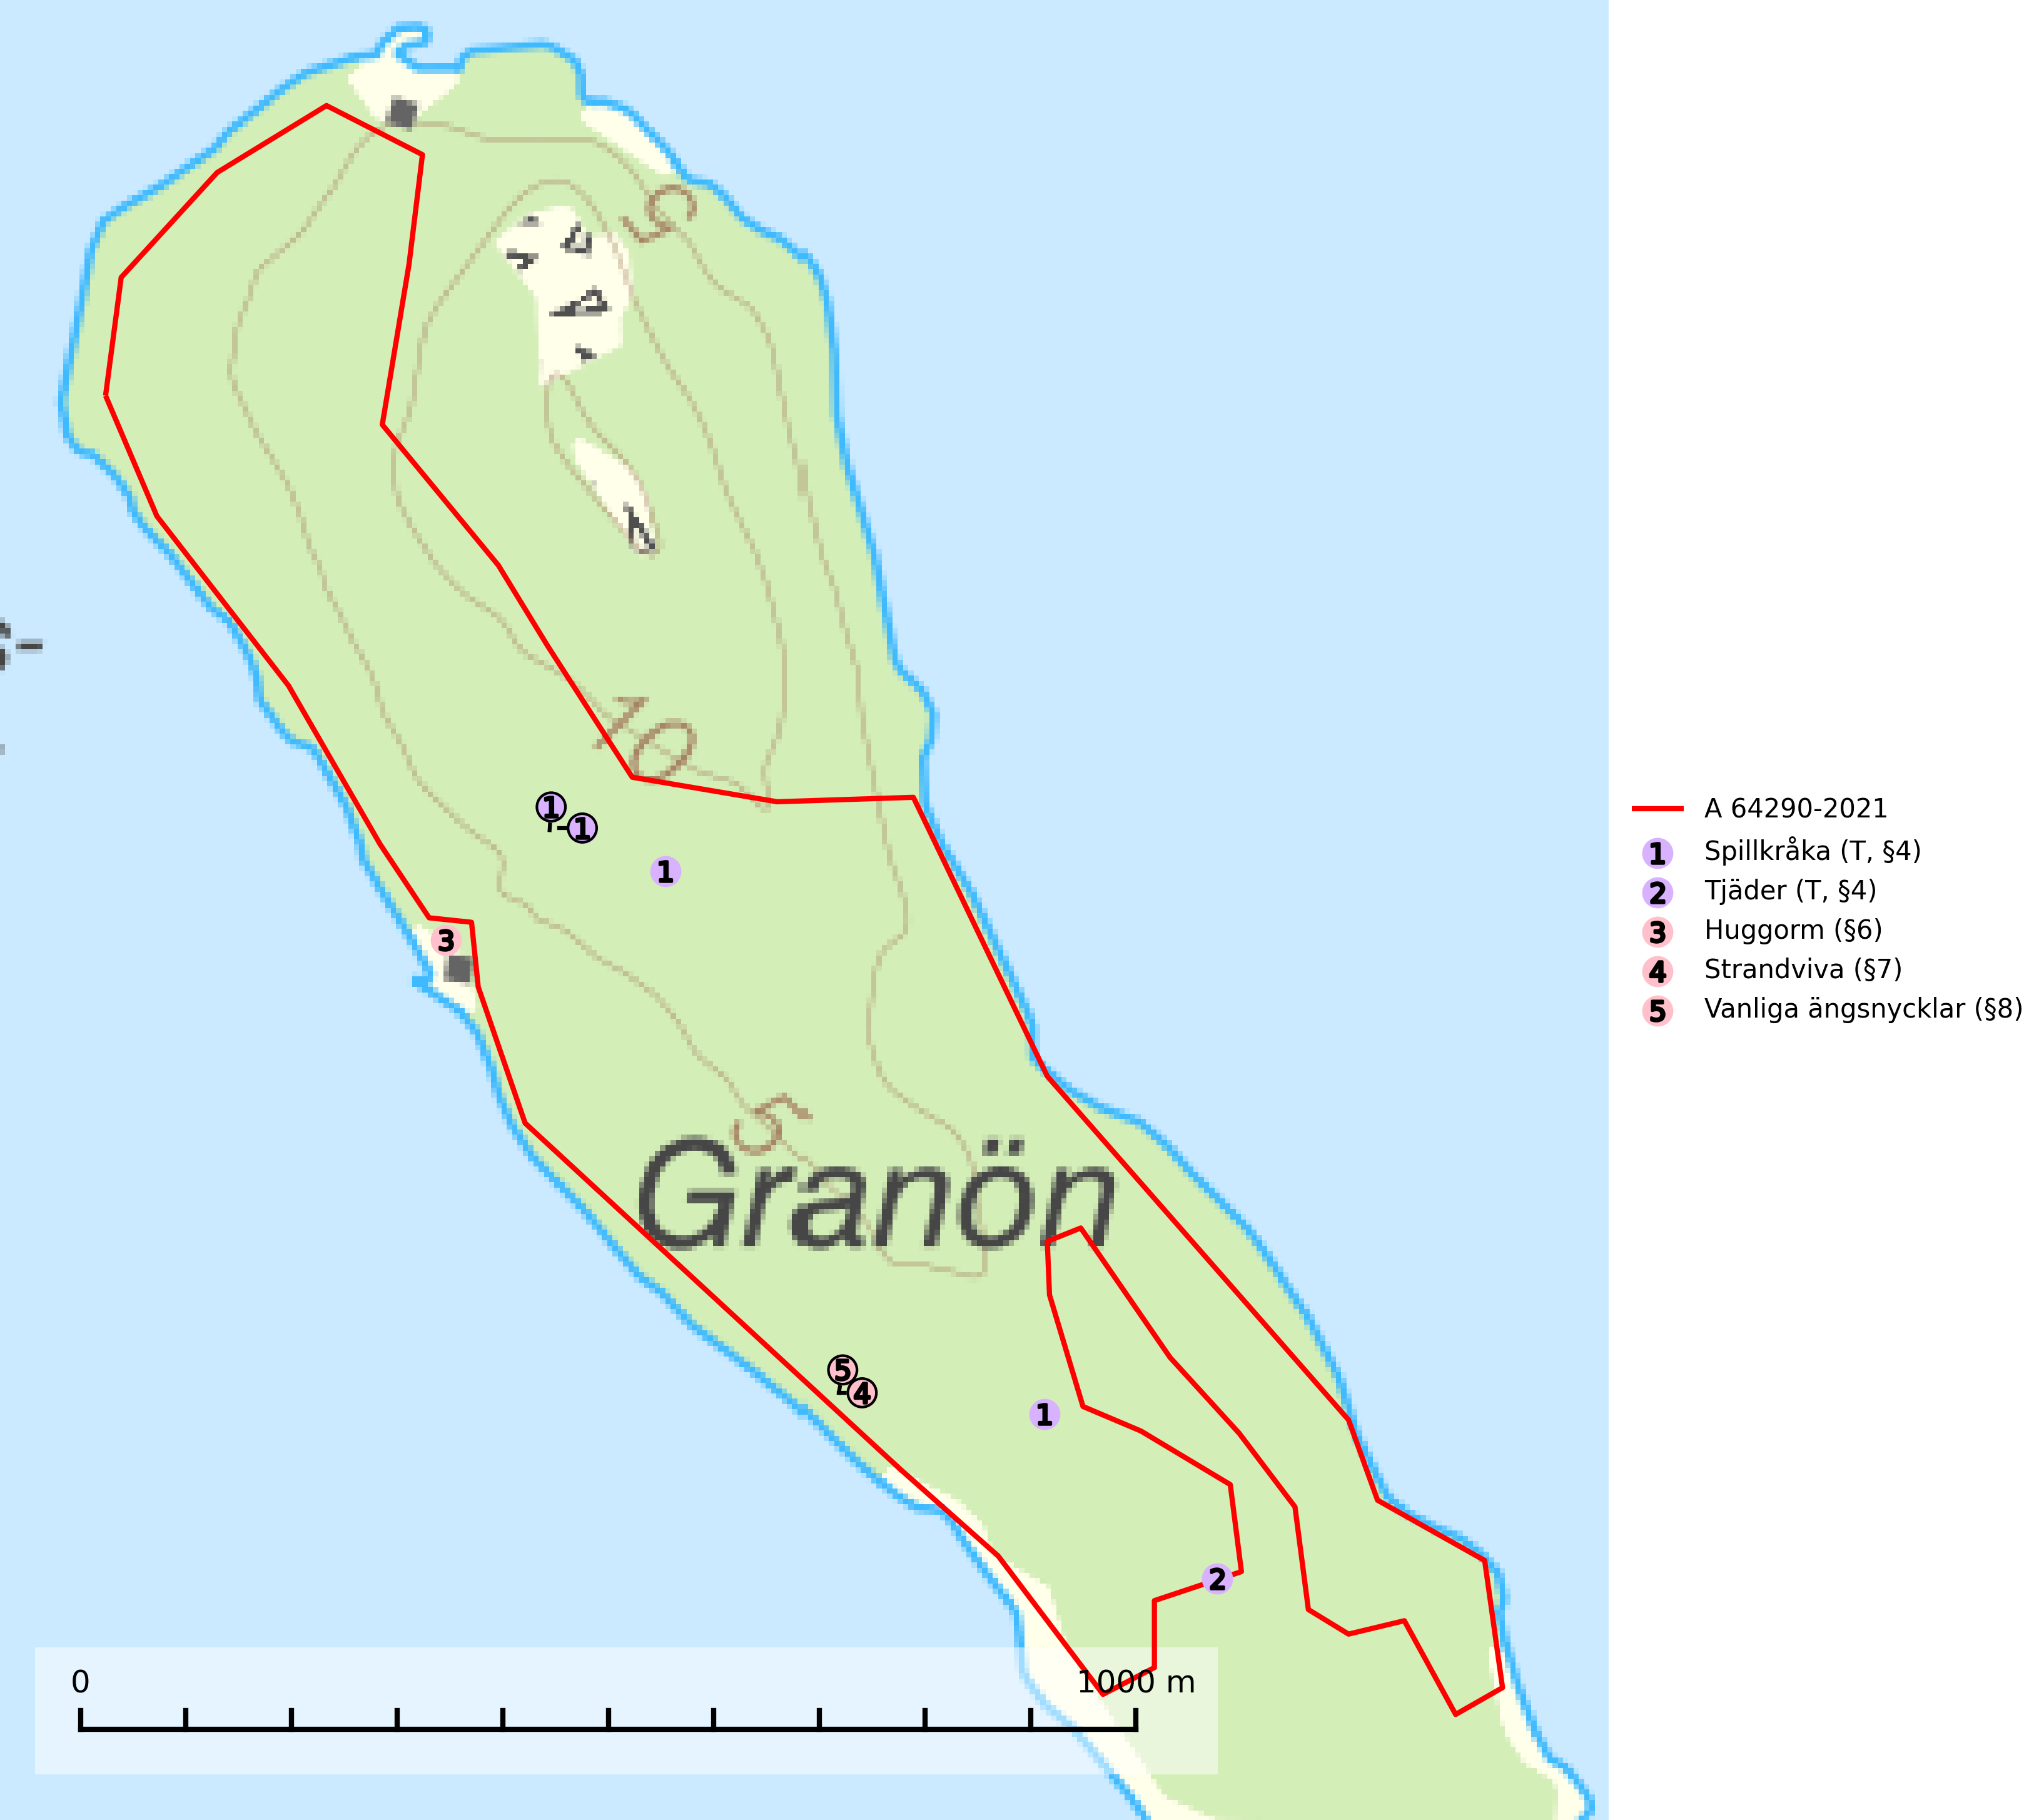 5
10
1
1
1
3
5
Granön
5
4
1
2
0 1000 m
A 64290-2021
1 Spillkråka (T, §4)
2 Tjäder (T, §4)
3 Huggorm (§6)
4 Strandviva (§7)
5 Vanliga ängsnycklar (§8)